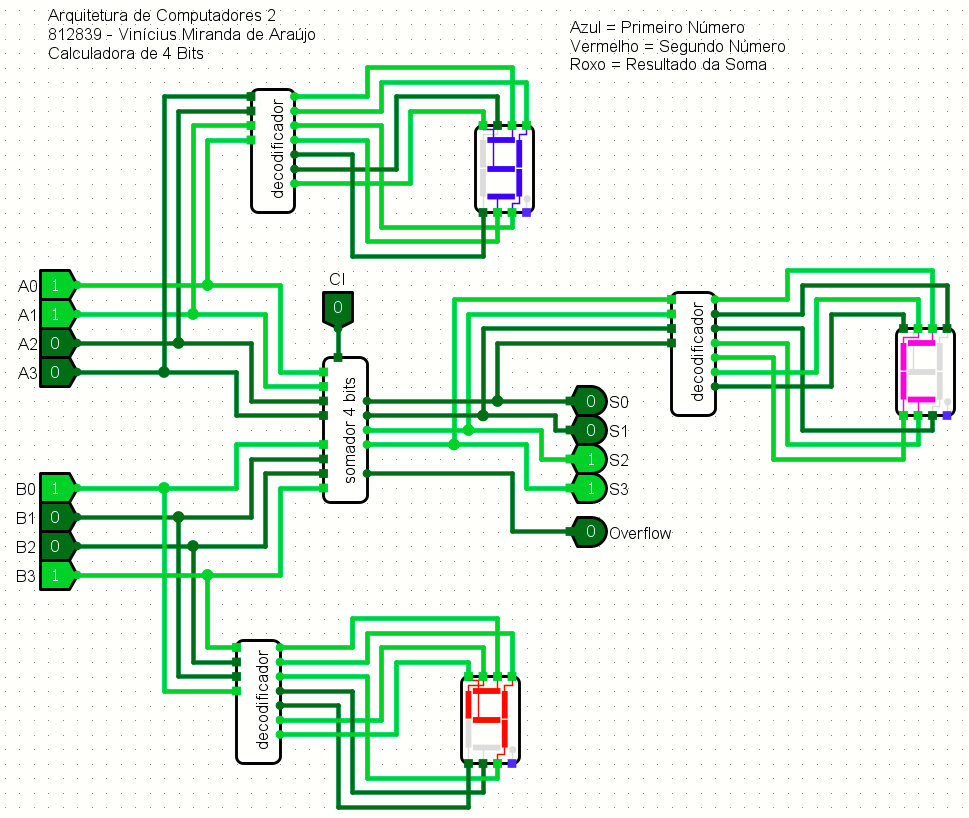 Arquitetura de Computadores 2
812839 - Vinícius Miranda de Araújo
Calculadora de 4 Bits
Azul = Primeiro Número
Vermelho = Segundo Número
Roxo = Resultado da Soma
decodificador
A0 1
A1 1
A2 0
A3 0
CI
0
somador 4 bits
decodificador
0 S0
0 S1
1 S2
1 S3
0 Overflow
B0 1
B1 0
B2 0
B3 1
decodificador